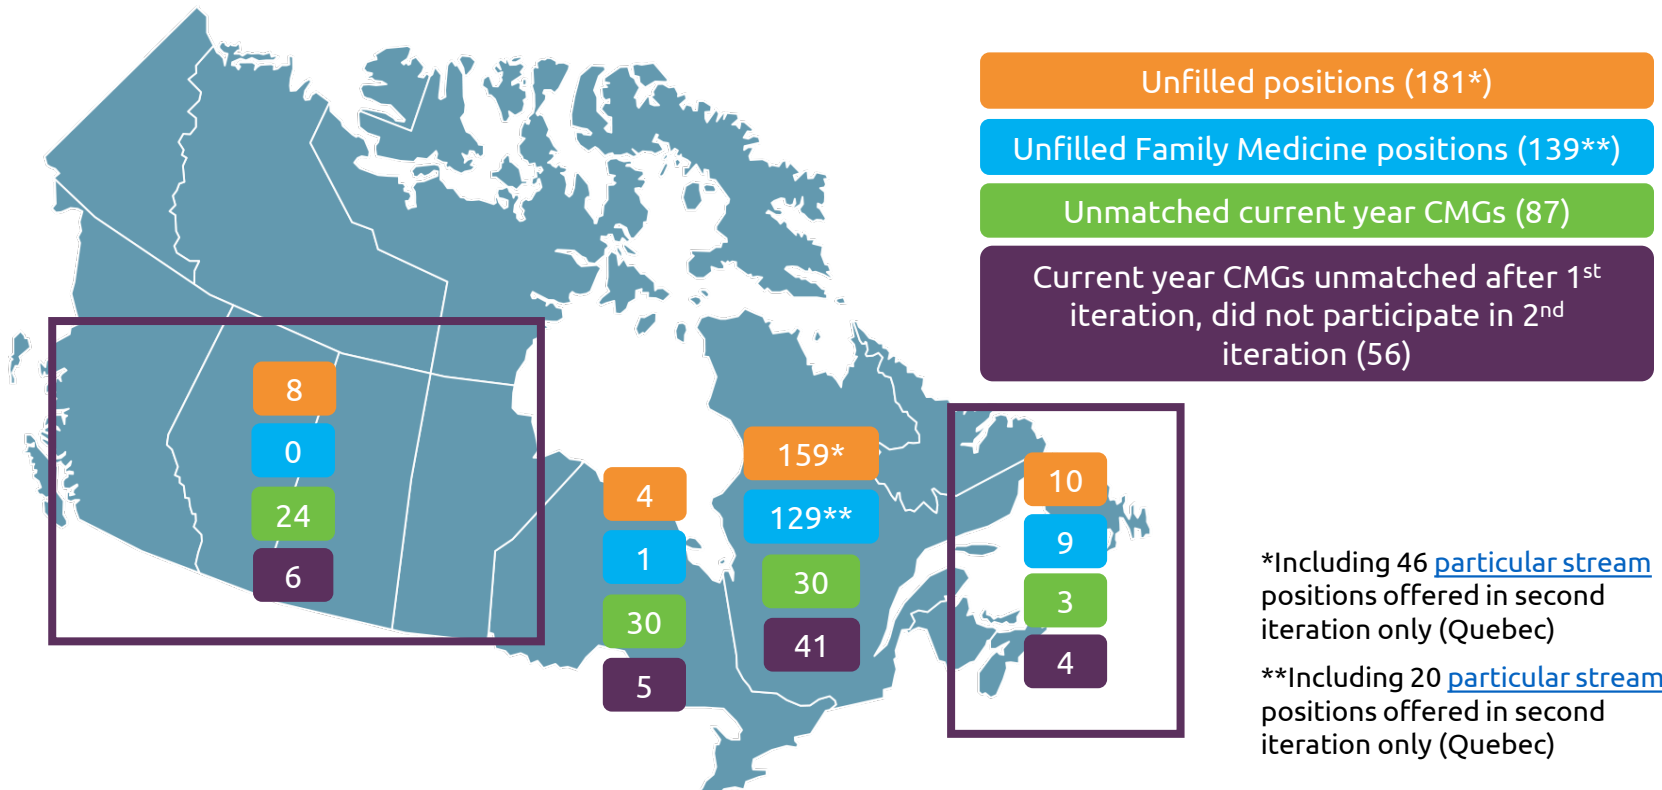 Unfilled positions (181*)
Unfilled Family Medicine positions (139**)
Unmatched current year CMGs (87)
Current year CMGs unmatched after 1st
iteration, did not participate in 2nd
iteration (56)
8
0
24
6
4
1
30
5
159*
129**
30
41
10
9
3
4
*Including 46 particular stream
positions offered in second
iteration only (Quebec)
**Including 20 particular stream
positions offered in second
iteration only (Quebec)